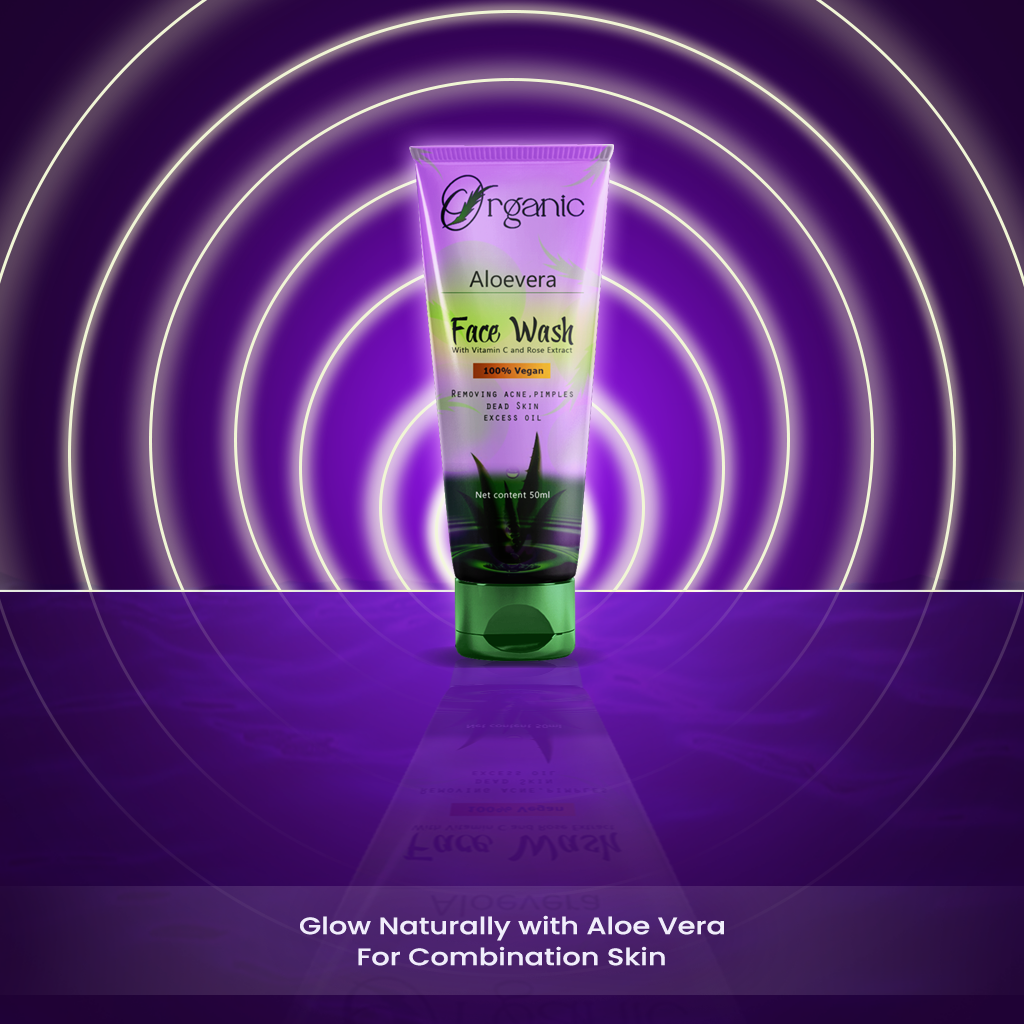 Organic
Aloevera
Face Wash
With Vitamin C and Rose Extract
100% Vegan
REMOVING ACNE,PIMPLES
DEAD SKIN
EXCESS OIL
Net content 50ml
Glow Naturally with Aloe Vera
For Combination Skin